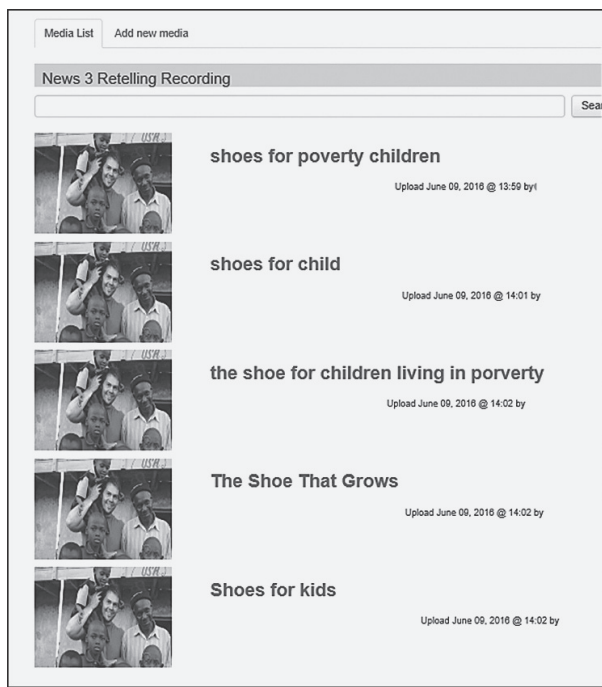 Media List Add new media
News 3 Retelling Recording
shoes for poverty children
Upload June 09, 2016 @ 13:59 by
shoes for child
Upload June 09, 2016 @ 14:01 by
the shoe for children living in porverty
Upload June 09, 2016 @ 14:02 by
The Shoe That Grows
Upload June 09, 2016 @ 14:02 by
Shoes for kids
Upload June 09, 2016 @ 14:02 by